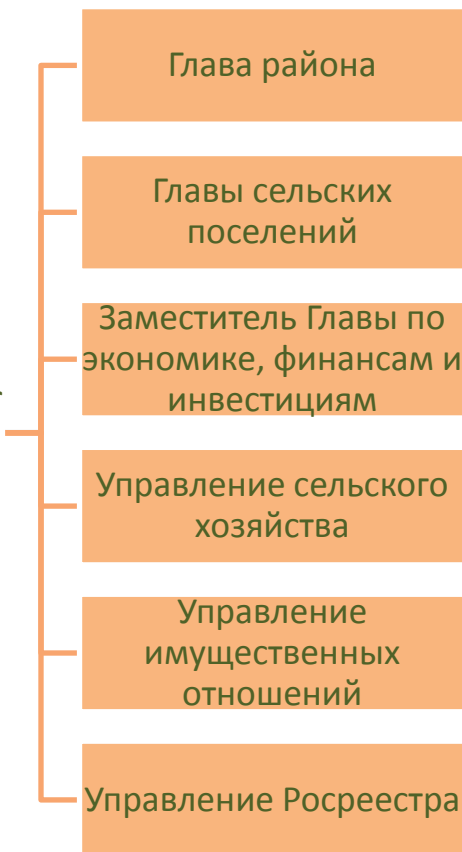 Глава района
Главы сельских
поселений
Заместитель Главы по
экономике, финансам и
инвестициям
Управление сельского
хозяйства
Управление
имущественных
отношений
Управление Росреестра